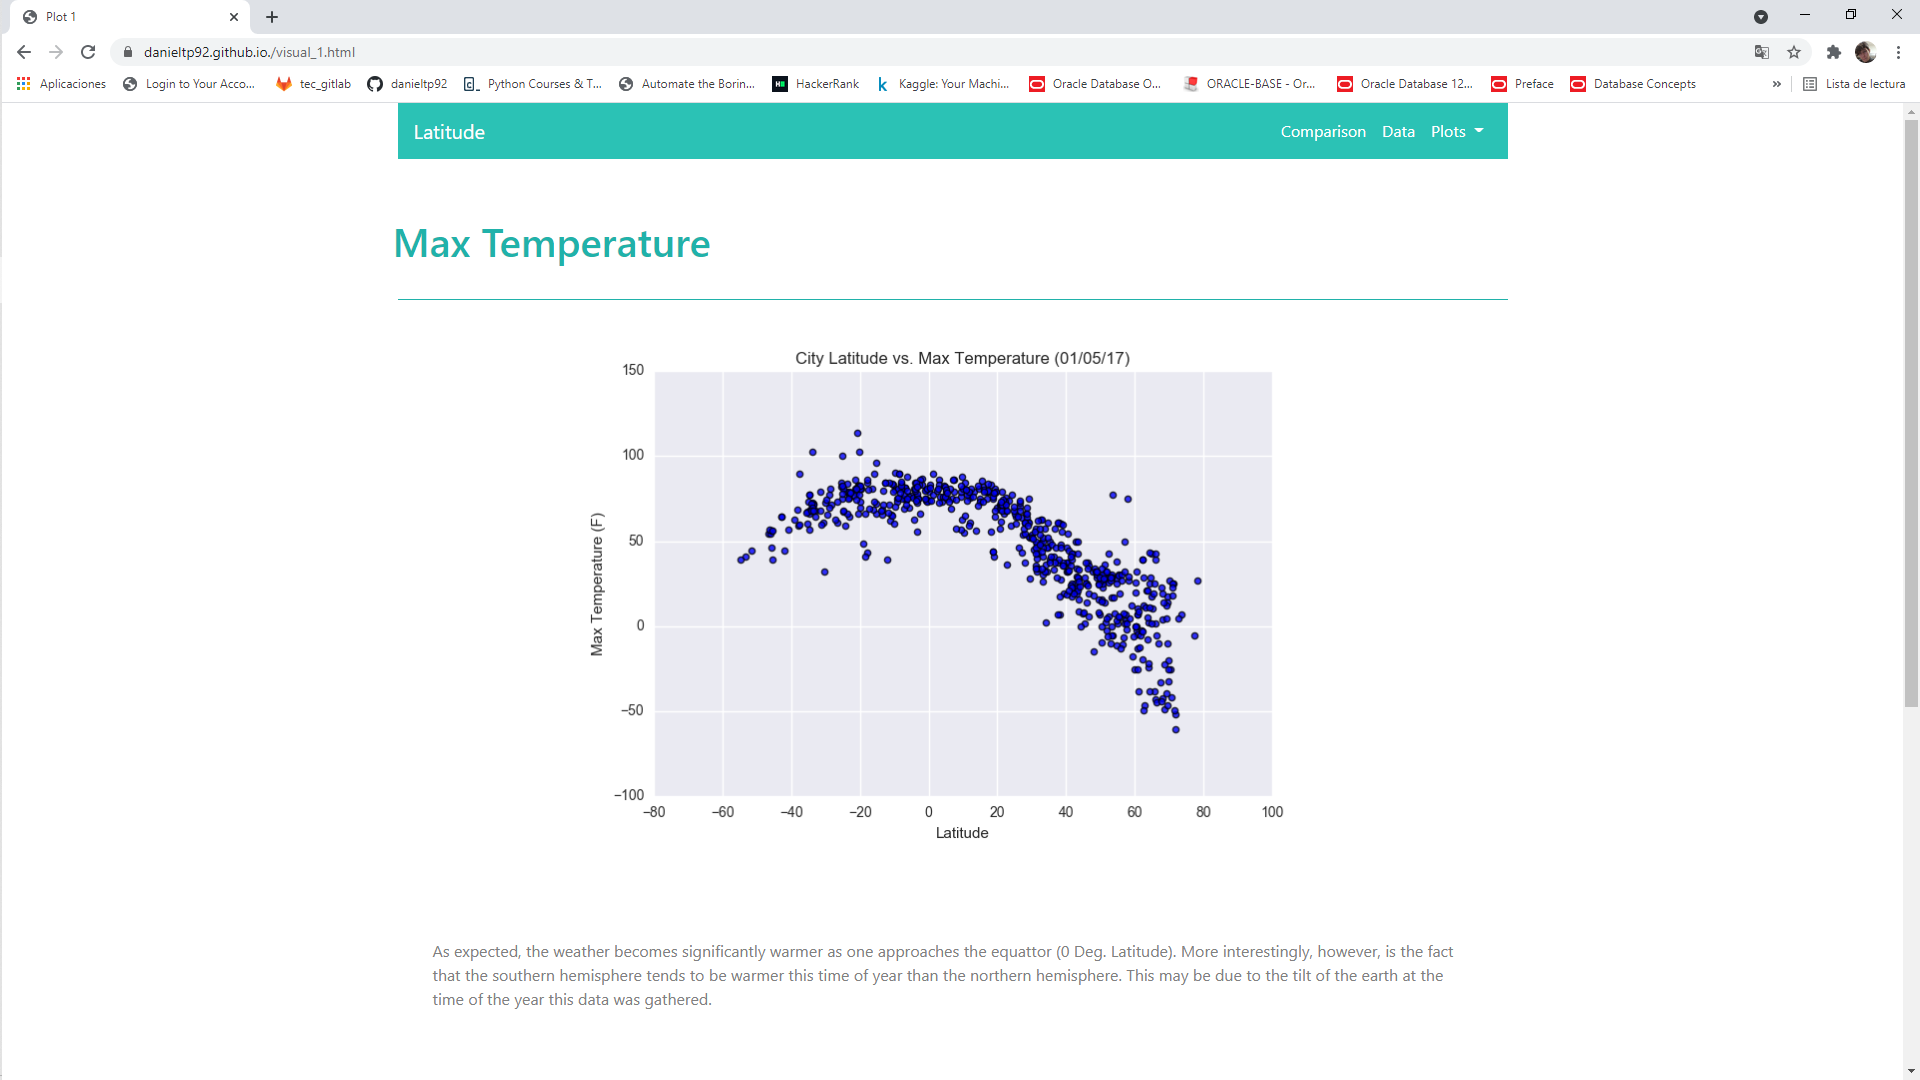 Plot 1
danieltp92.github.io./visual_1.html
Aplicaciones Login to Your Acco... tec_gitlab danieltp92 Python Courses & T... Automate the Borin... HackerRank Kaggle: Your Machi... Oracle Database O... ORACLE-BASE - Or... Oracle Database 12... Preface Database Concepts » Lista de lectura
Latitude Comparison Data Plots
Max Temperature
City Latitude vs. Max Temperature (01/05/17)
150
100
50
0
−50
−100
Max Temperature (F)
−80 −60 −40 −20 0 20 40 60 80 100
Latitude
As expected, the weather becomes significantly warmer as one approaches the equattor (0 Deg. Latitude). More interestingly, however, is the fact
that the southern hemisphere tends to be warmer this time of year than the northern hemisphere. This may be due to the tilt of the earth at the
time of the year this data was gathered.